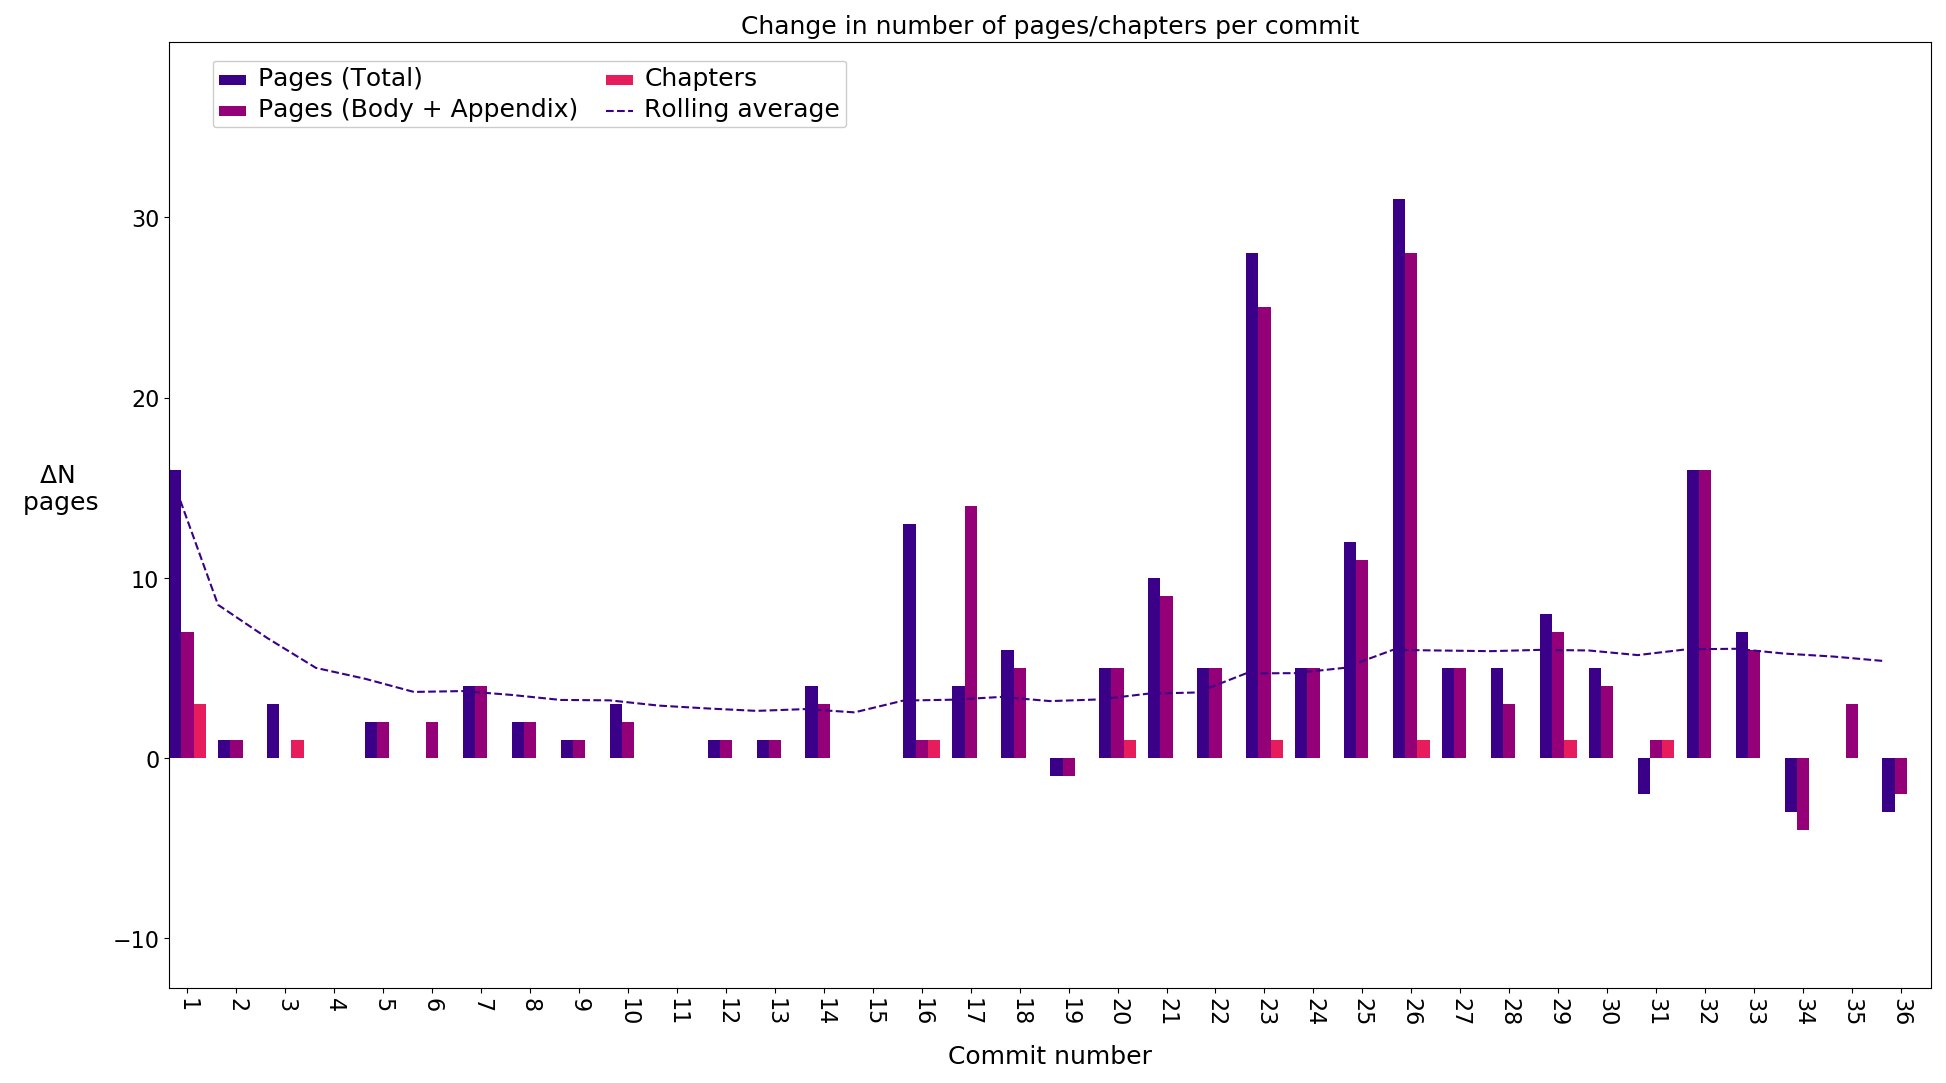 Change in number of pages/chapters per commit
Pages (Total)
Pages (Body + Appendix)
Chapters
Rolling average
30
20
10
0
−10
ΔN
pages
1 2 3 4 5 6 7 8 9 10 11 12 13 14 15 16 17 18 19 20 21 22 23 24 25 26 27 28 29 30 31 32 33 34 35 36
Commit number